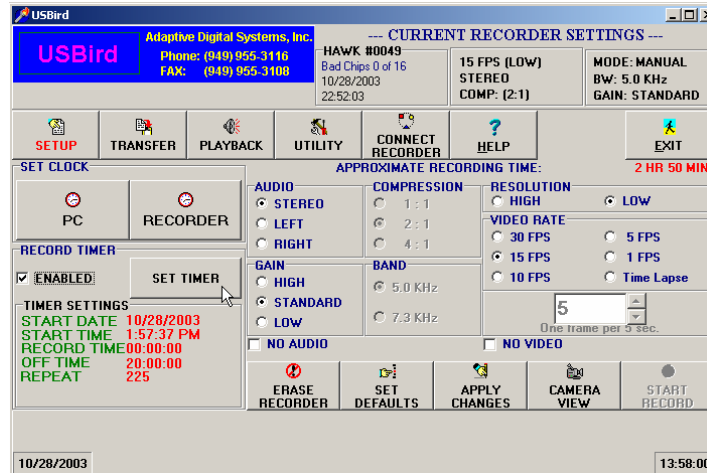 USBird
USBird
Adaptive Digital Systems, Inc.
Phone: (949) 955-3116
FAX: (949) 955-3108
--- CURRENT RECORDER SETTINGS ---
HAWK #0049
Bad Chips 0 of 16
10/28/2003
22:52:03
15 FPS (LOW)
STEREO
COMP: (2:1)
MODE: MANUAL
BW: 5.0 KHz
GAIN: STANDARD
SETUP
TRANSFER
PLAYBACK
UTILITY
CONNECT
RECORDER
HELP
EXIT
SET CLOCK
APPROXIMATE RECORDING TIME: 2 HR 50 MIN
PC
RECORDER
RECORD TIMER
ENABLED
SET TIMER
TIMER SETTINGS
START DATE 10/28/2003
START TIME 1:57:37 PM
RECORD TIME 00:00:00
OFF TIME 20:00:00
REPEAT 225
AUDIO
STEREO
LEFT
RIGHT
COMPRESSION
1 : 1
2 : 1
4 : 1
RESOLUTION
HIGH
LOW
VIDEO RATE
30 FPS
5 FPS
15 FPS
1 FPS
10 FPS
Time Lapse
GAIN
HIGH
STANDARD
LOW
BAND
5.0 KHz
7.3 KHz
5
One frame per 5 sec.
NO AUDIO
NO VIDEO
ERASE
RECORDER
SET
DEFAULTS
APPLY
CHANGES
CAMERA
VIEW
START
RECORD
10/28/2003
13:58:00